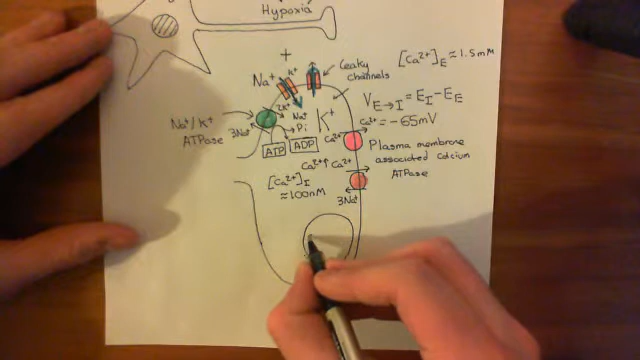 Hypoxia
+
Na⁺
K⁺
Leaky
channels
[Ca²⁺]E ≈ 1.5mM
VE→I = EI − EE
≈ −65mV
2K⁺
Na⁺
K⁺
Na⁺/K⁺
ATPase
3Na⁺
Pi
ATP
ADP
Ca²⁺
Ca²⁺
Plasma membrane
associated calcium
ATPase
Ca²⁺↑
Ca²⁺
[Ca²⁺]I
≈100nM
3Na⁺